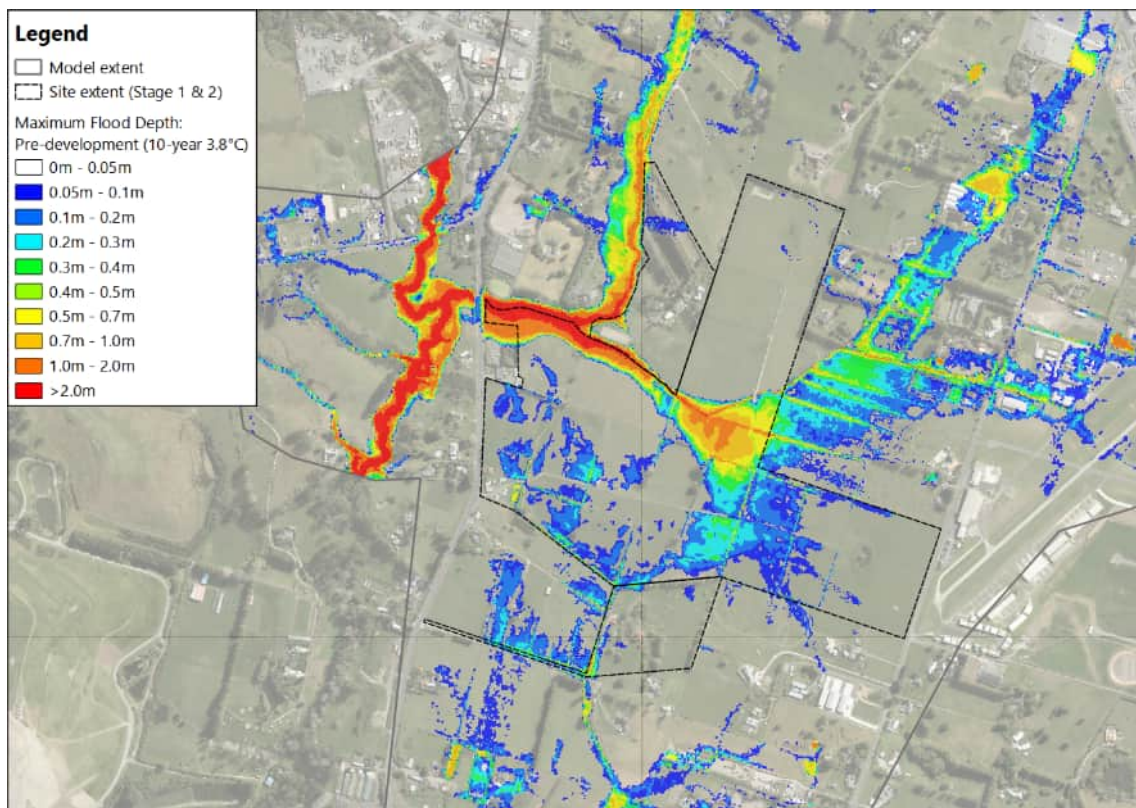 Legend
Model extent
Site extent (Stage 1 & 2)
Maximum Flood Depth:
Pre-development (10-year 3.8°C)
0m - 0.05m
0.05m - 0.1m
0.1m - 0.2m
0.2m - 0.3m
0.3m - 0.4m
0.4m - 0.5m
0.5m - 0.7m
0.7m - 1.0m
1.0m - 2.0m
>2.0m